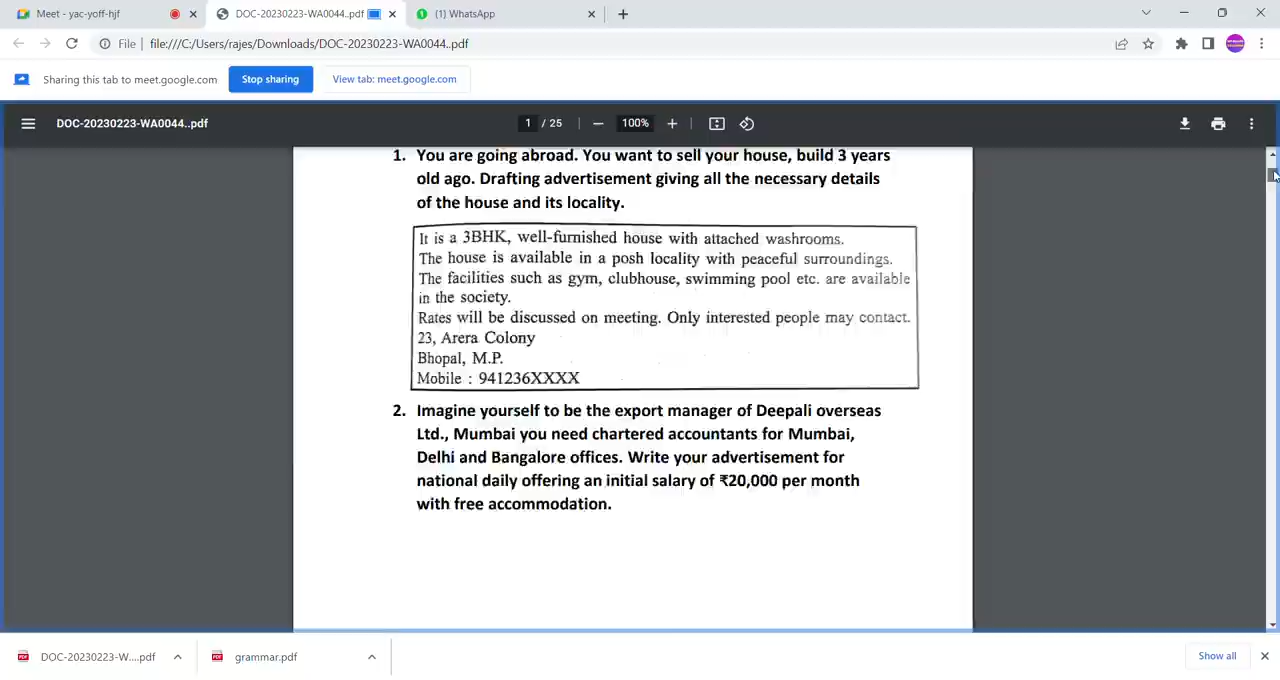 Meet - yac-yoff-hjf
DOC-20230223-WA0044..pdf
(1) WhatsApp
File
file:///C:/Users/rajes/Downloads/DOC-20230223-WA0044..pdf
Sharing this tab to meet.google.com
Stop sharing
View tab: meet.google.com
DOC-20230223-WA0044..pdf
1 / 25
100%
1. You are going abroad. You want to sell your house, build 3 years
old ago. Drafting advertisement giving all the necessary details
of the house and its locality.
It is a 3BHK, well-furnished house with attached washrooms.
The house is available in a posh locality with peaceful surroundings.
The facilities such as gym, clubhouse, swimming pool etc. are available
in the society.
Rates will be discussed on meeting. Only interested people may contact.
23, Arera Colony
Bhopal, M.P.
Mobile : 941236XXXX
2. Imagine yourself to be the export manager of Deepali overseas
Ltd., Mumbai you need chartered accountants for Mumbai,
Delhi and Bangalore offices. Write your advertisement for
national daily offering an initial salary of ₹20,000 per month
with free accommodation.
DOC-20230223-W....pdf
grammar.pdf
Show all